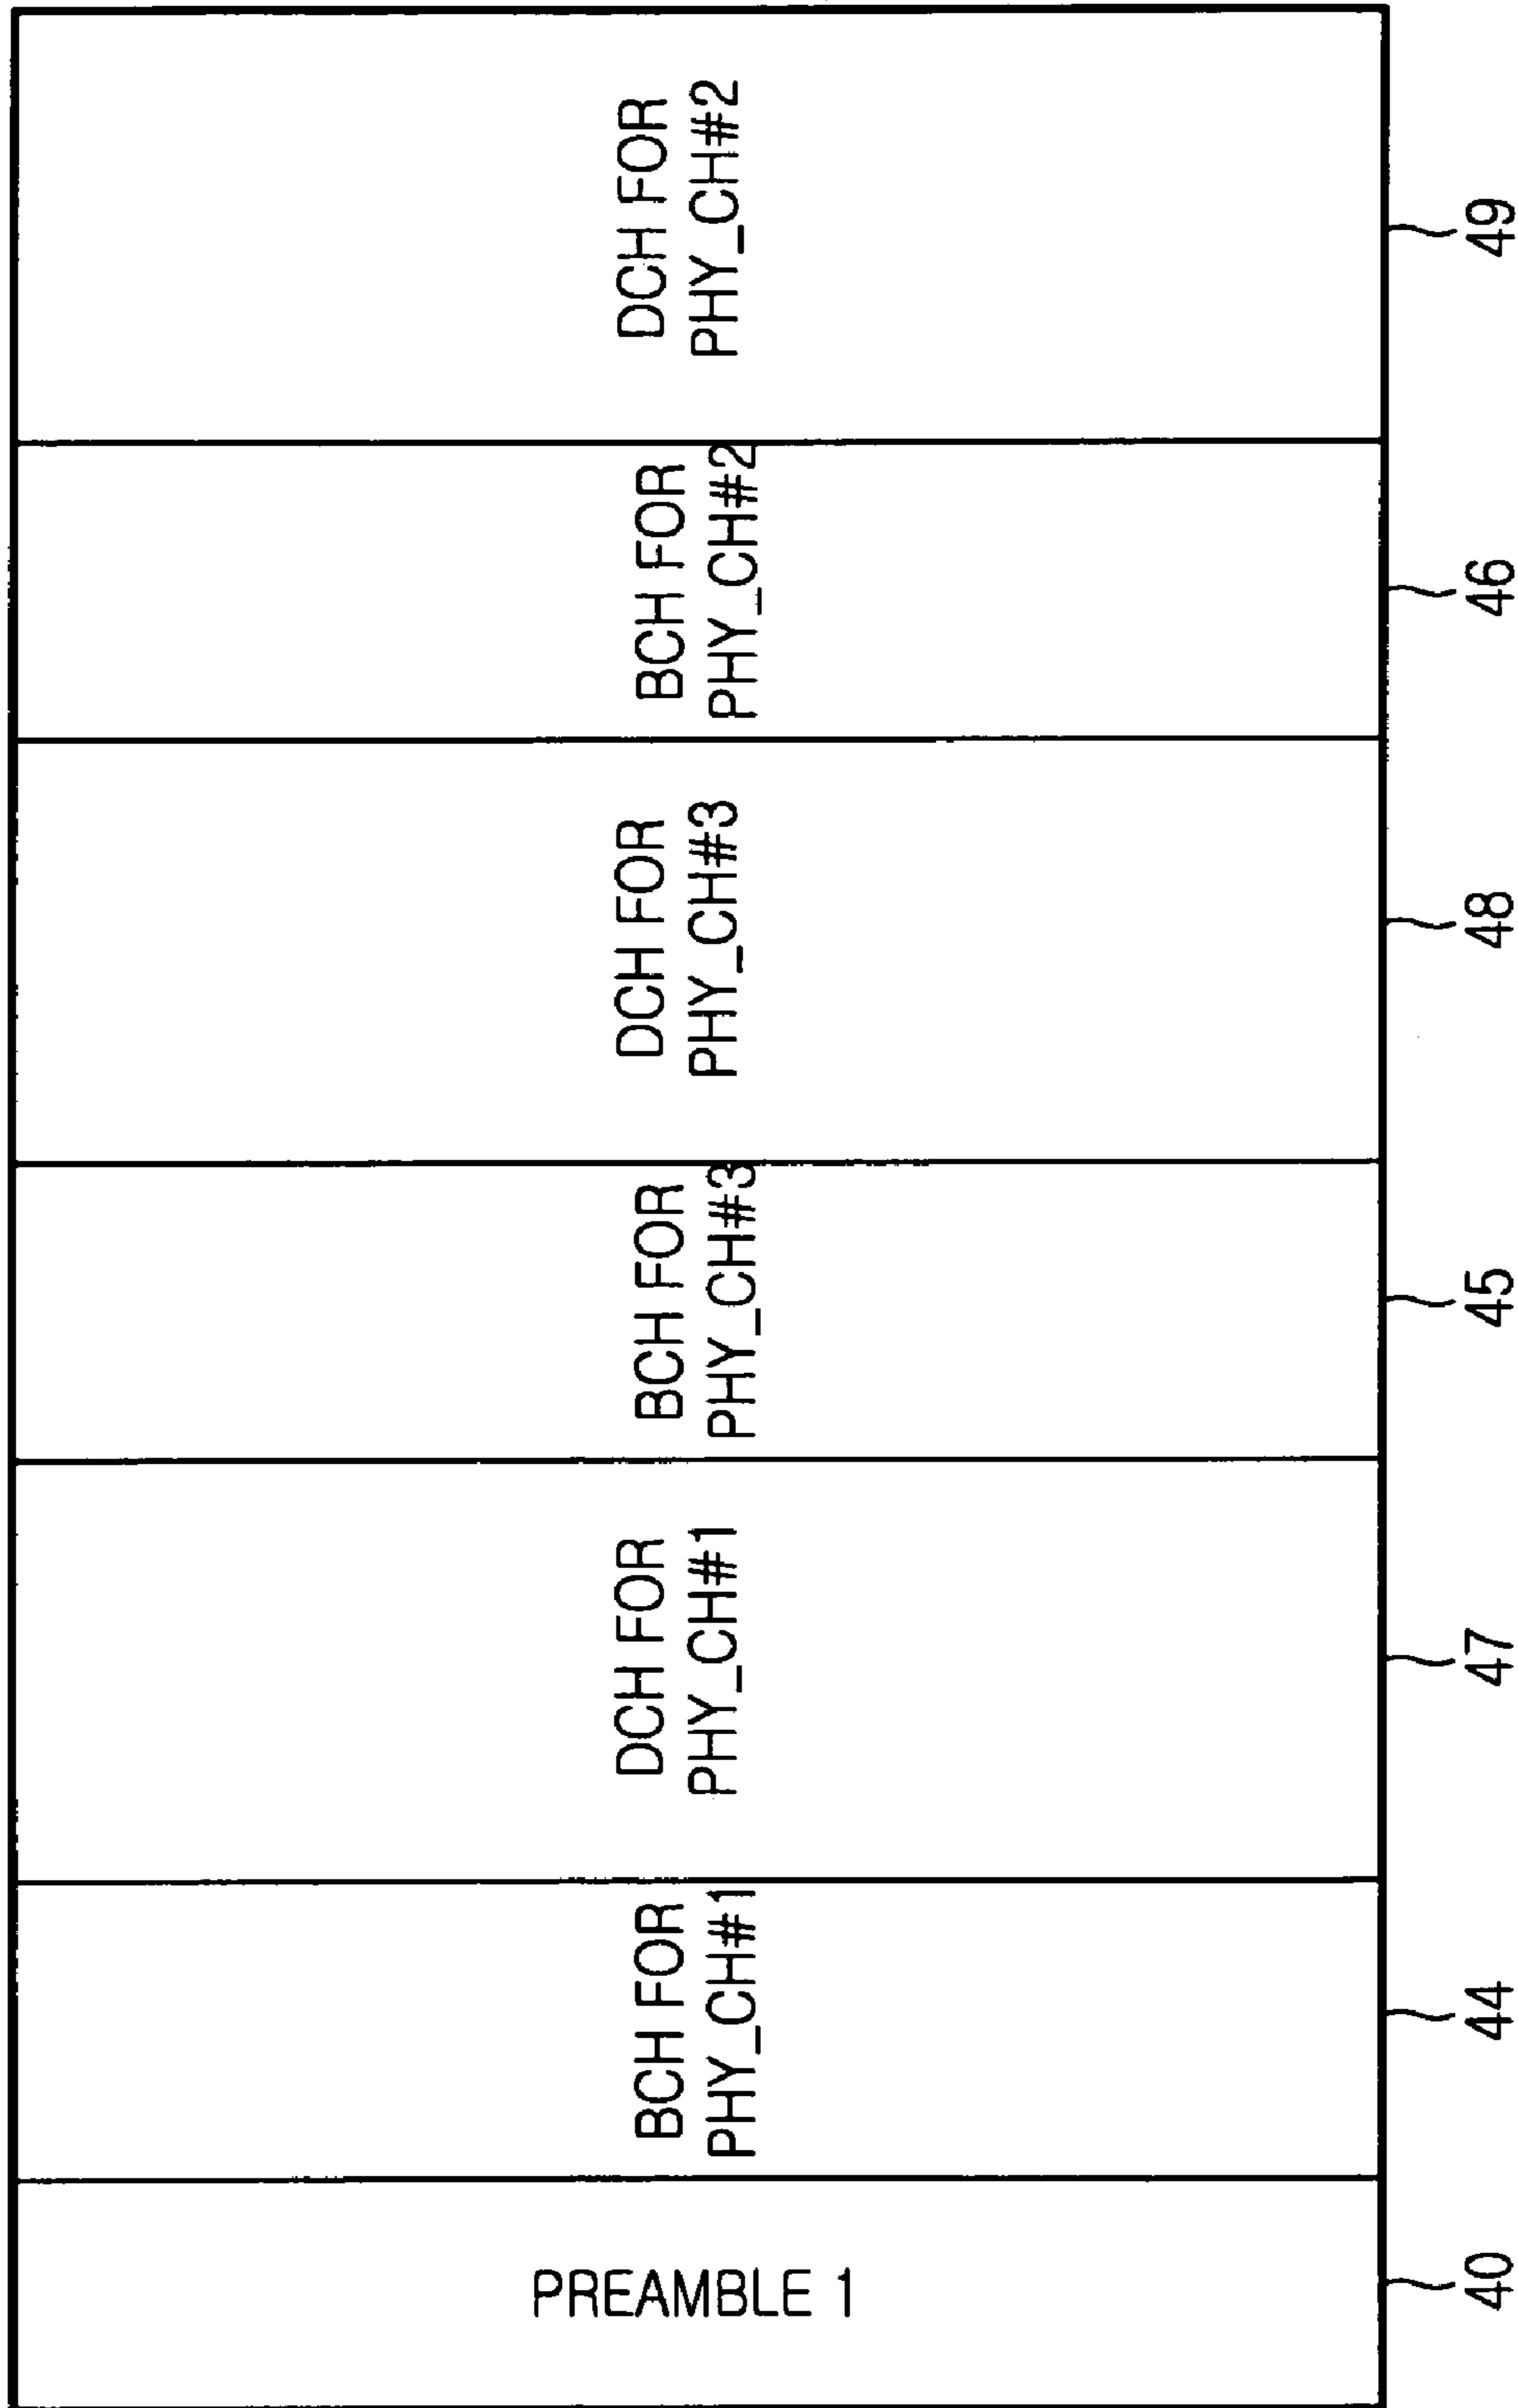 PREAMBLE 1
BCH FOR
PHY_CH#1
DCH FOR
PHY_CH#1
BCH FOR
PHY_CH#3
DCH FOR
PHY_CH#3
BCH FOR
PHY_CH#2
DCH FOR
PHY_CH#2
40
44
47
45
48
46
49